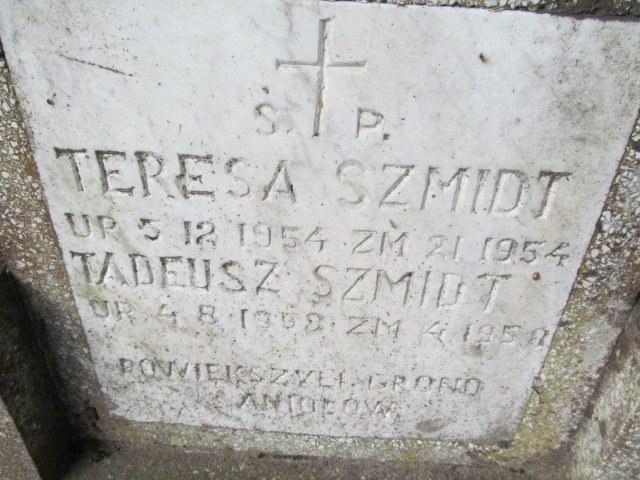 Ś. P.
TERESA SZMIDT
UR 5 12 1954 ZM 21 1954
TADEUSZ SZMIDT
UR 4 8 1958 ZM 4 1958
POWIĘKSZYLI GRONO
ANIOŁÓW